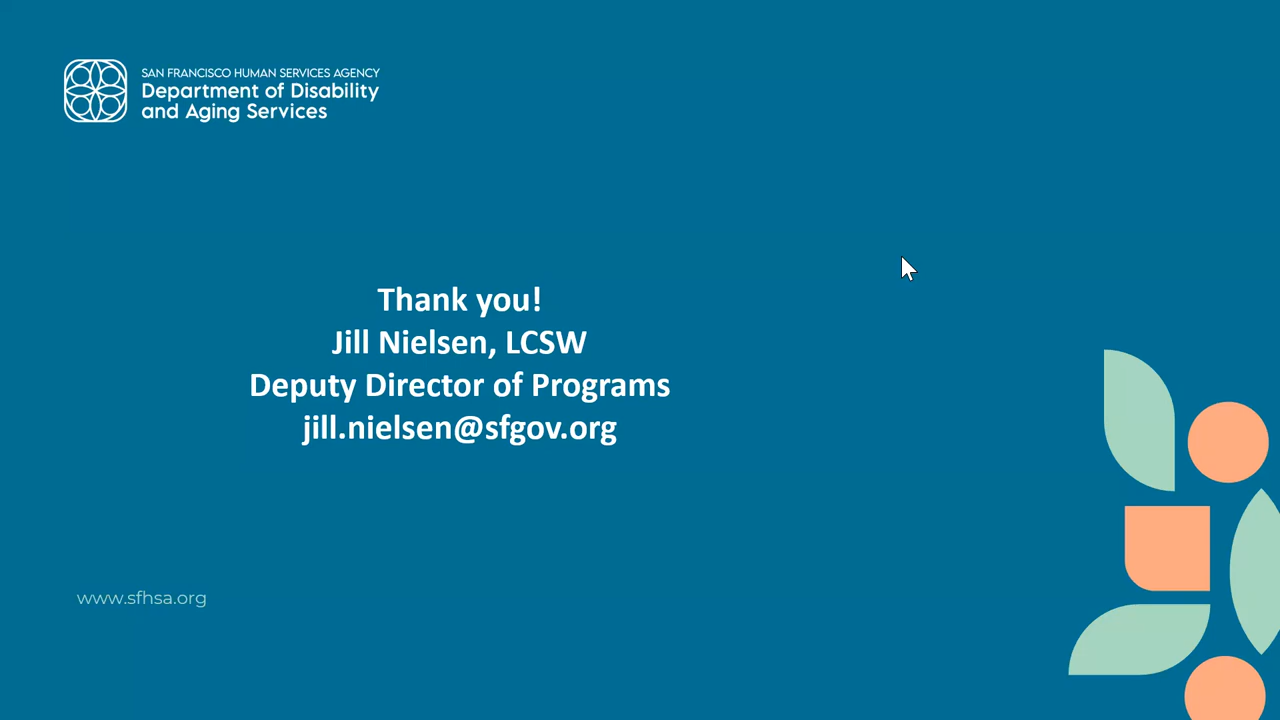 SAN FRANCISCO HUMAN SERVICES AGENCY
Department of Disability
and Aging Services
Thank you!
Jill Nielsen, LCSW
Deputy Director of Programs
jill.nielsen@sfgov.org
www.sfhsa.org